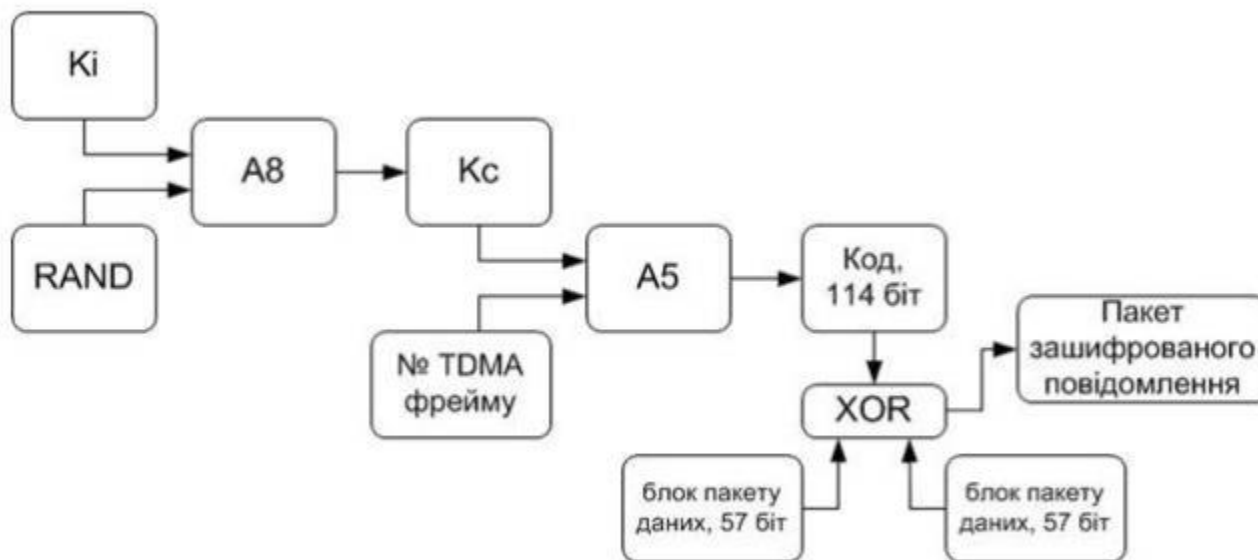 Ki
A8
Kc
RAND
A5
Код,
114 біт
№ TDMA
фрейму
Пакет
зашифрованого
повідомлення
XOR
блок пакету
даних, 57 біт
блок пакету
даних, 57 біт